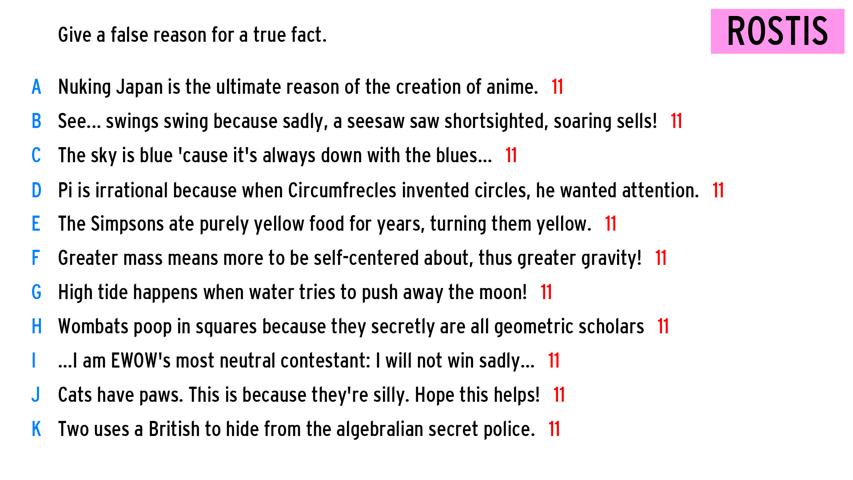 Give a false reason for a true fact.
ROSTIS
A Nuking Japan is the ultimate reason of the creation of anime. 11
B See... swings swing because sadly, a seesaw saw shortsighted, soaring sells! 11
C The sky is blue 'cause it's always down with the blues... 11
D Pi is irrational because when Circumfrecles invented circles, he wanted attention. 11
E The Simpsons ate purely yellow food for years, turning them yellow. 11
F Greater mass means more to be self-centered about, thus greater gravity! 11
G High tide happens when water tries to push away the moon! 11
H Wombats poop in squares because they secretly are all geometric scholars 11
I ...I am EWOW's most neutral contestant: I will not win sadly... 11
J Cats have paws. This is because they're silly. Hope this helps! 11
K Two uses a British to hide from the algebralian secret police. 11